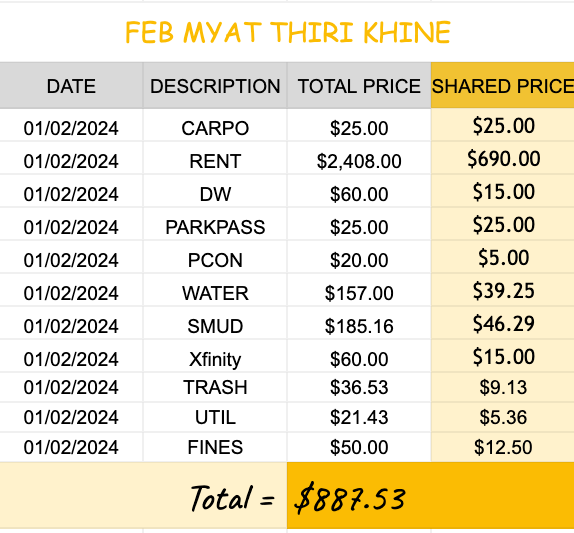 FEB MYAT THIRI KHINE
DATE DESCRIPTION TOTAL PRICE SHARED PRICE
01/02/2024 CARPO $25.00 $25.00
01/02/2024 RENT $2,408.00 $690.00
01/02/2024 DW $60.00 $15.00
01/02/2024 PARKPASS $25.00 $25.00
01/02/2024 PCON $20.00 $5.00
01/02/2024 WATER $157.00 $39.25
01/02/2024 SMUD $185.16 $46.29
01/02/2024 Xfinity $60.00 $15.00
01/02/2024 TRASH $36.53 $9.13
01/02/2024 UTIL $21.43 $5.36
01/02/2024 FINES $50.00 $12.50
Total = $887.53